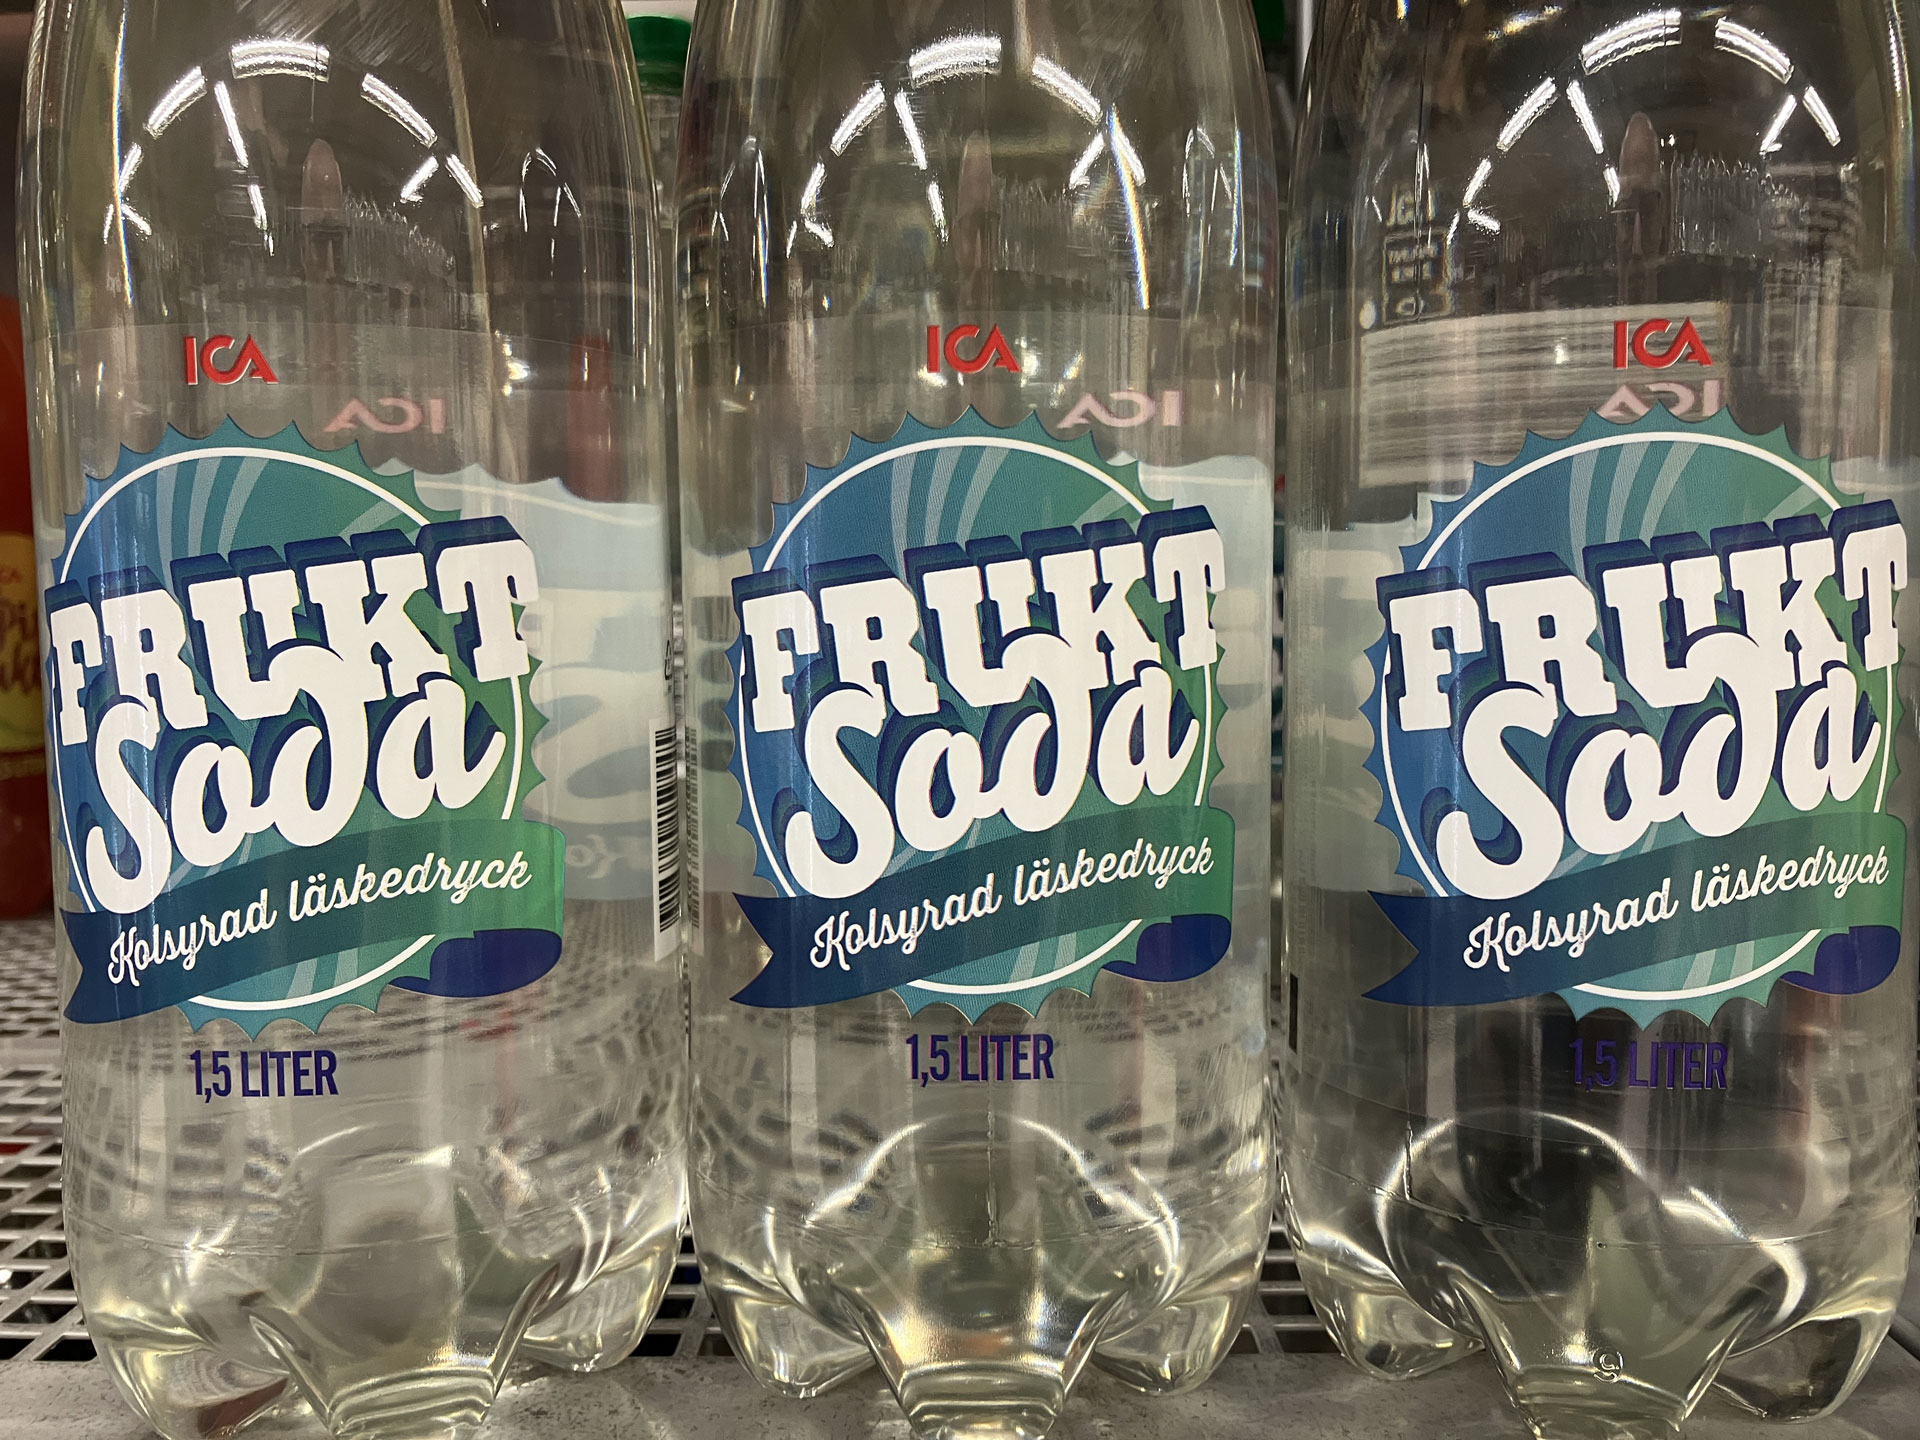 ICA
FRUKT
Soda
Kolsyrad läskedryck
1,5 LITER
ICA
FRUKT
Soda
Kolsyrad läskedryck
1,5 LITER
ICA
FRUKT
Soda
Kolsyrad läskedryck
1,5 LITER